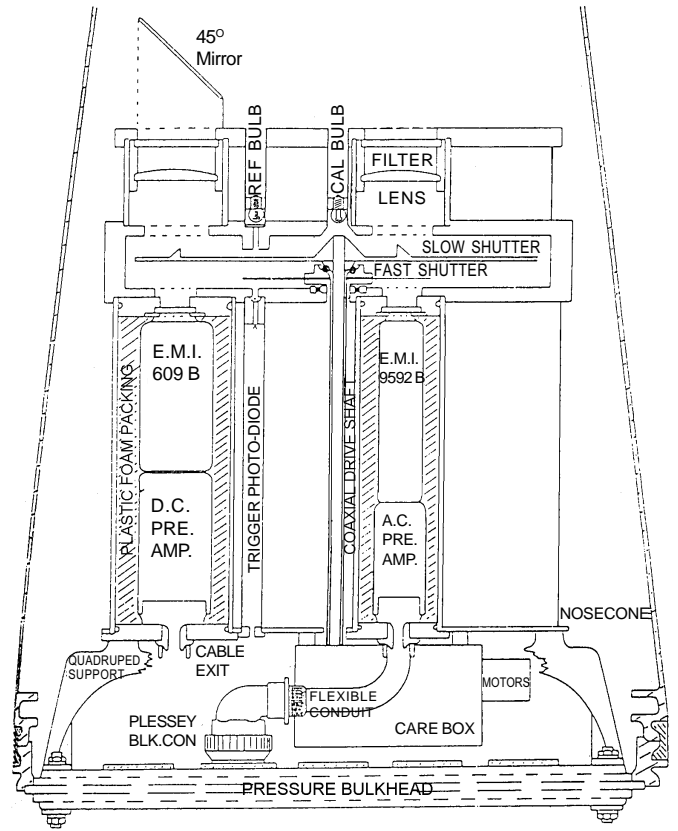 45° Mirror
REF BULB
CAL BULB
FILTER
LENS
SLOW SHUTTER
FAST SHUTTER
E.M.I.
609 B
E.M.I.
9592 B
PLASTIC FOAM PACKING
TRIGGER PHOTO-DIODE
COAXIAL DRIVE SHAFT
D.C.
PRE.
AMP.
A.C.
PRE.
AMP.
NOSECONE
QUADRUPED
SUPPORT
CABLE
EXIT
MOTORS
FLEXIBLE
CONDUIT
PLESSEY
BLK.CON
CARE BOX
PRESSURE BULKHEAD